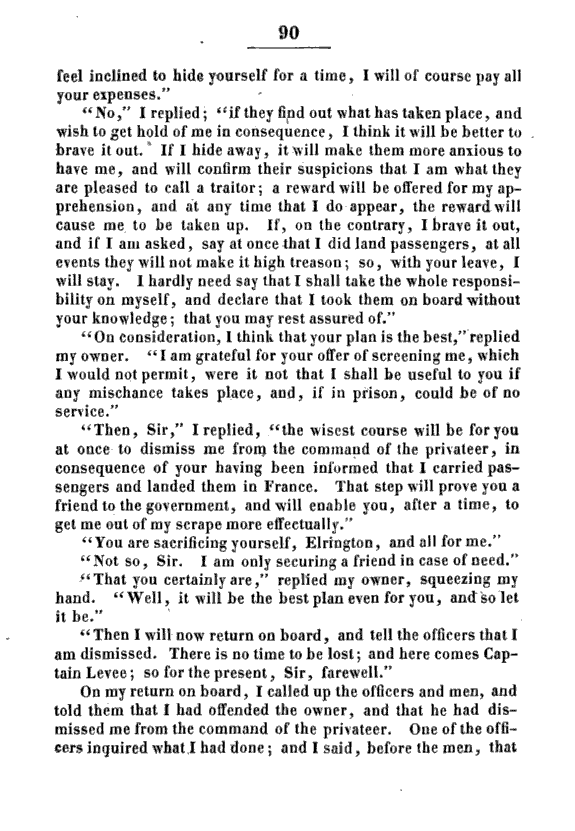 90
feel inclined to hide yourself for a time, I will of course pay all
your expenses."
"No," I replied; "if they find out what has taken place, and
wish to get hold of me in consequence, I think it will be better to
brave it out. If I hide away, it will make them more anxious to
have me, and will confirm their suspicions that I am what they
are pleased to call a traitor; a reward will be offered for my ap-
prehension, and at any time that I do appear, the reward will
cause me to be taken up. If, on the contrary, I brave it out,
and if I am asked, say at once that I did land passengers, at all
events they will not make it high treason; so, with your leave, I
will stay. I hardly need say that I shall take the whole responsi-
bility on myself, and declare that I took them on board without
your knowledge; that you may rest assured of."
"On consideration, I think that your plan is the best," replied
my owner. "I am grateful for your offer of screening me, which
I would not permit, were it not that I shall be useful to you if
any mischance takes place, and, if in prison, could be of no
service."
"Then, Sir," I replied, "the wisest course will be for you
at once to dismiss me from the command of the privateer, in
consequence of your having been informed that I carried pas-
sengers and landed them in France. That step will prove you a
friend to the government, and will enable you, after a time, to
get me out of my scrape more effectually."
"You are sacrificing yourself, Elrington, and all for me."
"Not so, Sir. I am only securing a friend in case of need."
"That you certainly are," replied my owner, squeezing my
hand. "Well, it will be the best plan even for you, and so let
it be."
"Then I will now return on board, and tell the officers that I
am dismissed. There is no time to be lost; and here comes Cap-
tain Levee; so for the present, Sir, farewell."
On my return on board, I called up the officers and men, and
told them that I had offended the owner, and that he had dis-
missed me from the command of the privateer. One of the offi-
cers inquired what I had done; and I said, before the men, that